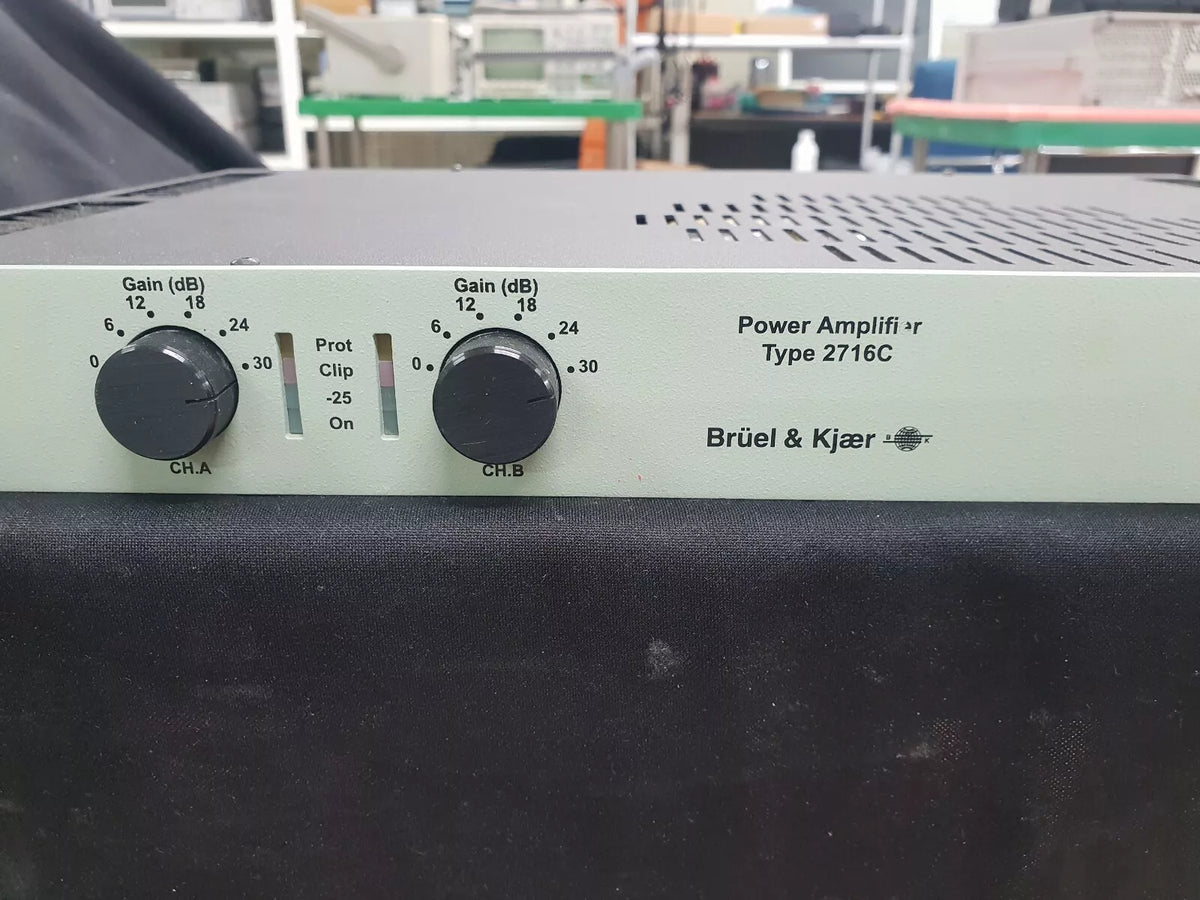 Gain (dB)
0 6 12 18 24 30
CH.A
Prot
Clip
-25
On
Gain (dB)
0 6 12 18 24 30
CH.B
Power Amplifier
Type 2716C
Brüel & Kjær
B K